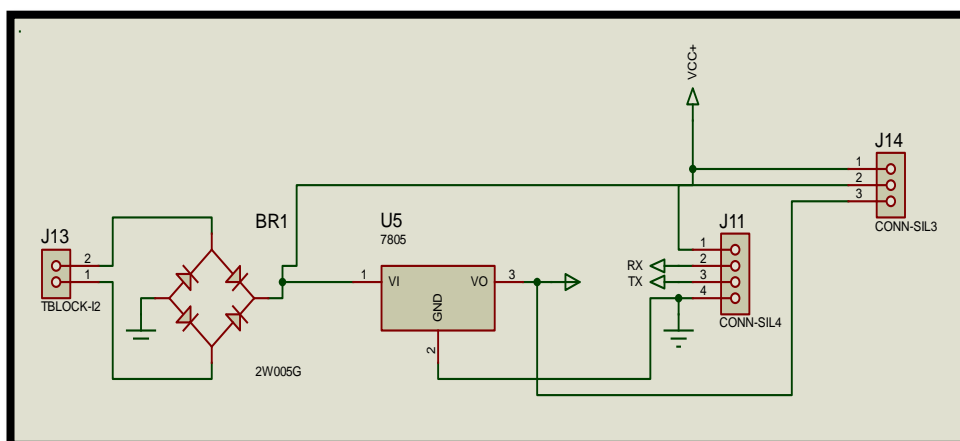 VCC+
J14
1
2
3
CONN-SIL3
J13
2
1
TBLOCK-I2
BR1
2W005G
U5
7805
1
VI
VO
3
GND
2
J11
1
RX
2
TX
3
4
CONN-SIL4